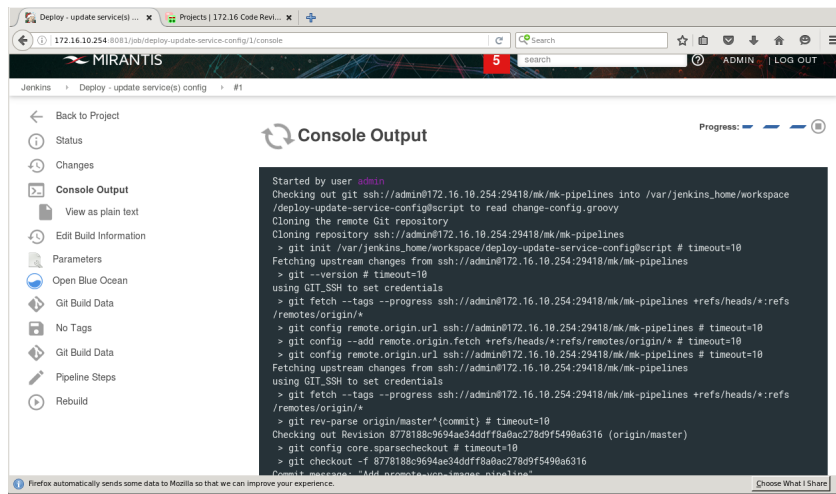 Deploy - update service(s) ...
Projects | 172.16 Code Revi...
172.16.10.254:8081/job/deploy-update-service-config/1/console
Search
MIRANTIS
5
search
ADMIN
| LOG OUT
Jenkins
Deploy - update service(s) config
#1
Back to Project
Status
Changes
Console Output
View as plain text
Edit Build Information
Parameters
Open Blue Ocean
Git Build Data
No Tags
Git Build Data
Pipeline Steps
Rebuild
Console Output
Progress:
Started by user admin
Checking out git ssh://admin@172.16.10.254:29418/mk/mk-pipelines into /var/jenkins_home/workspace
/deploy-update-service-config@script to read change-config.groovy
Cloning the remote Git repository
Cloning repository ssh://admin@172.16.10.254:29418/mk/mk-pipelines
> git init /var/jenkins_home/workspace/deploy-update-service-config@script # timeout=10
Fetching upstream changes from ssh://admin@172.16.10.254:29418/mk/mk-pipelines
> git --version # timeout=10
using GIT_SSH to set credentials
> git fetch --tags --progress ssh://admin@172.16.10.254:29418/mk/mk-pipelines +refs/heads/*:refs
/remotes/origin/*
> git config remote.origin.url ssh://admin@172.16.10.254:29418/mk/mk-pipelines # timeout=10
> git config --add remote.origin.fetch +refs/heads/*:refs/remotes/origin/* # timeout=10
> git config remote.origin.url ssh://admin@172.16.10.254:29418/mk/mk-pipelines # timeout=10
Fetching upstream changes from ssh://admin@172.16.10.254:29418/mk/mk-pipelines
using GIT_SSH to set credentials
> git fetch --tags --progress ssh://admin@172.16.10.254:29418/mk/mk-pipelines +refs/heads/*:refs
/remotes/origin/*
> git rev-parse origin/master^{commit} # timeout=10
Checking out Revision 8778188c9694ae34ddff8a0ac278d9f5490a6316 (origin/master)
> git config core.sparsecheckout # timeout=10
> git checkout -f 8778188c9694ae34ddff8a0ac278d9f5490a6316
Commit message: "Add promote-vcp-images pipeline"
Firefox automatically sends some data to Mozilla so that we can improve your experience.
Choose What I Share